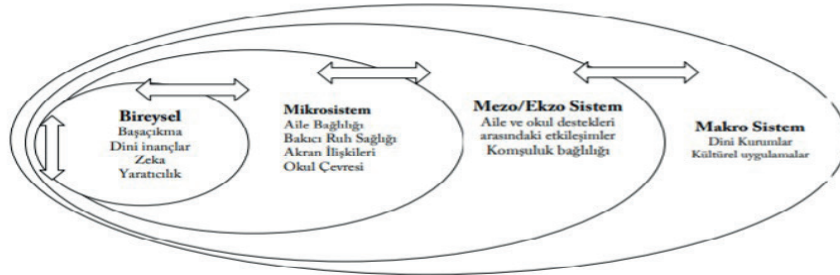 Bireysel
Başaçıkma
Dini inançlar
Zeka
Yaratıcılık
Mikrosistem
Aile Bağlılığı
Bakıcı Ruh Sağlığı
Akran İlişkileri
Okul Çevresi
Mezo/Ekzo Sistem
Aile ve okul destekleri
arasındaki etkileşimler
Komşuluk bağlılığı
Makro Sistem
Dini Kurumlar
Kültürel uygulamalar